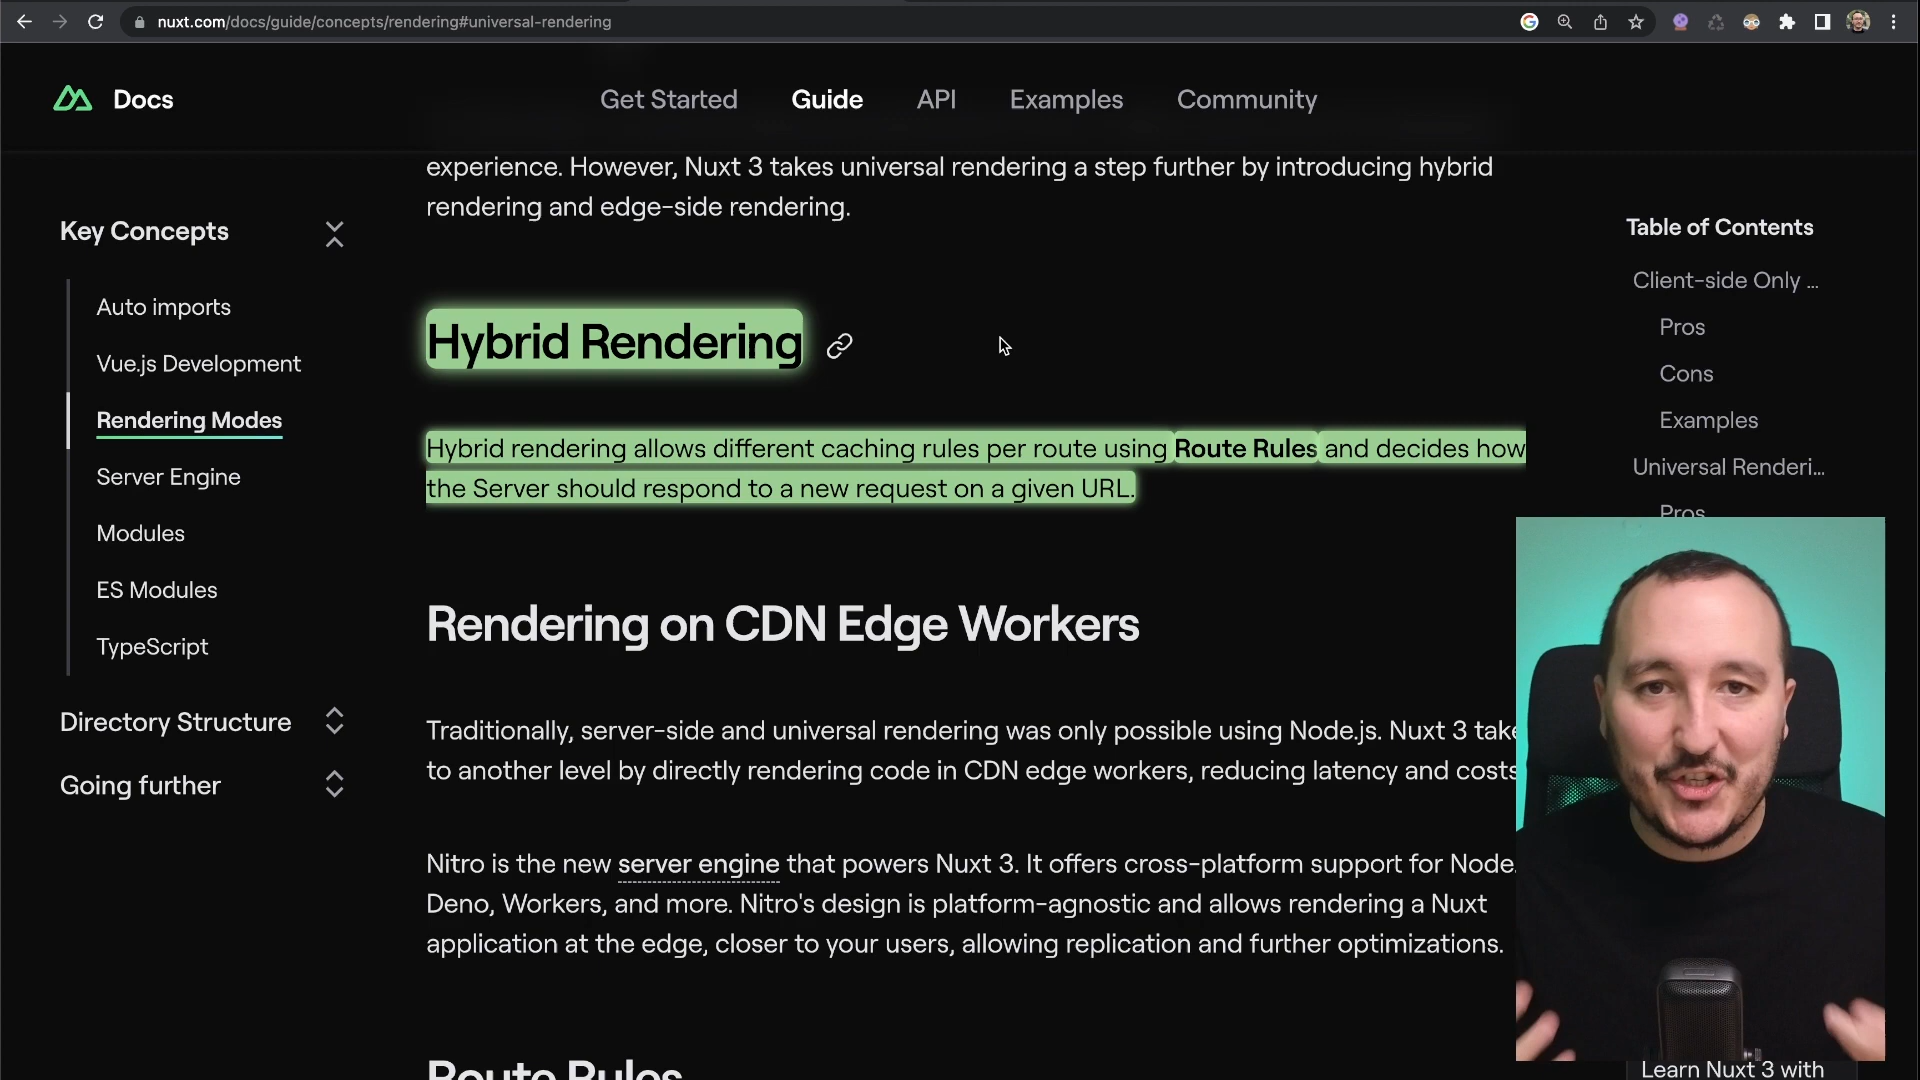 nuxt.com/docs/guide/concepts/rendering#universal-rendering
Docs
Get Started
Guide
API
Examples
Community
Key Concepts
Auto imports
Vue.js Development
Rendering Modes
Server Engine
Modules
ES Modules
TypeScript
Directory Structure
Going further
experience. However, Nuxt 3 takes universal rendering a step further by introducing hybrid
rendering and edge-side rendering.
Hybrid Rendering
Hybrid rendering allows different caching rules per route using Route Rules and decides how
the Server should respond to a new request on a given URL.
Rendering on CDN Edge Workers
Traditionally, server-side and universal rendering was only possible using Node.js. Nuxt 3 take
to another level by directly rendering code in CDN edge workers, reducing latency and costs
Nitro is the new server engine that powers Nuxt 3. It offers cross-platform support for Node.
Deno, Workers, and more. Nitro's design is platform-agnostic and allows rendering a Nuxt
application at the edge, closer to your users, allowing replication and further optimizations.
Route Rules
Table of Contents
Client-side Only ...
Pros
Cons
Examples
Universal Renderi...
Pros
Learn Nuxt 3 with